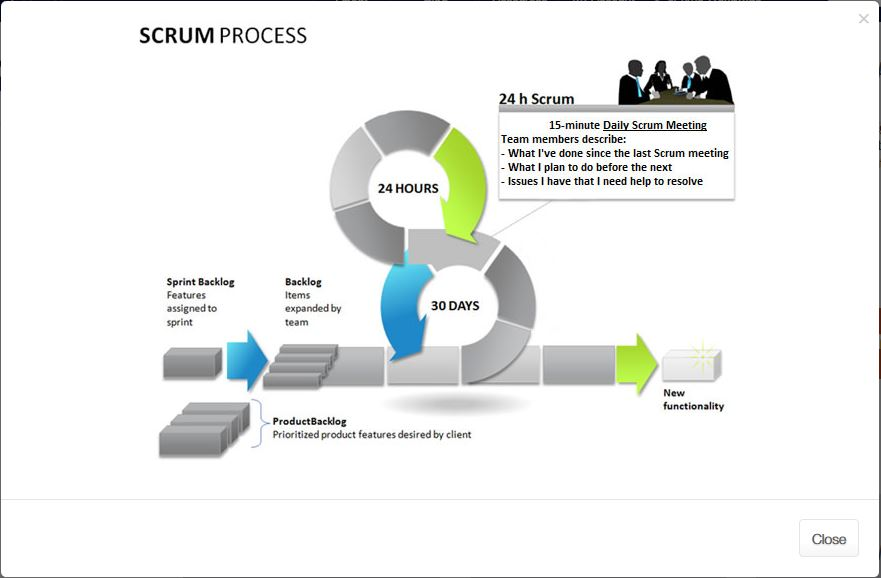 SCRUM PROCESS
×
24 h Scrum
15-minute Daily Scrum Meeting
Team members describe:
- What I've done since the last Scrum meeting
- What I plan to do before the next
- Issues I have that I need help to resolve
24 HOURS
30 DAYS
Sprint Backlog
Features
assigned to
sprint
Backlog
Items
expanded by
team
New
functionality
ProductBacklog
Prioritized product features desired by client
Close